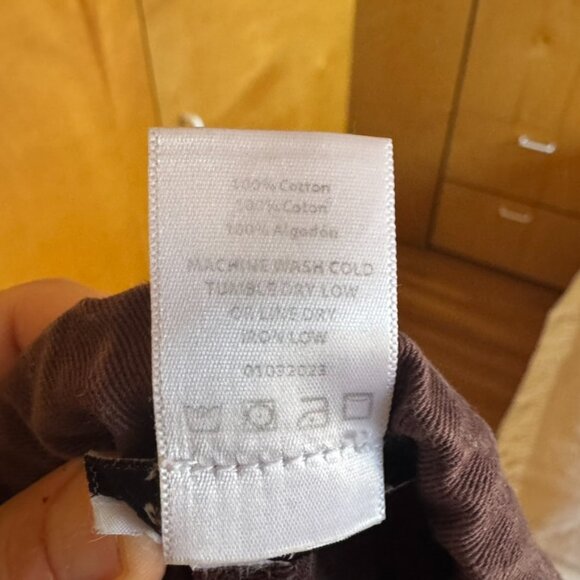 100% Cotton
100% Coton
100% Algodón
MACHINE WASH COLD
TUMBLE DRY LOW
OR LINE DRY
IRON LOW
01032023